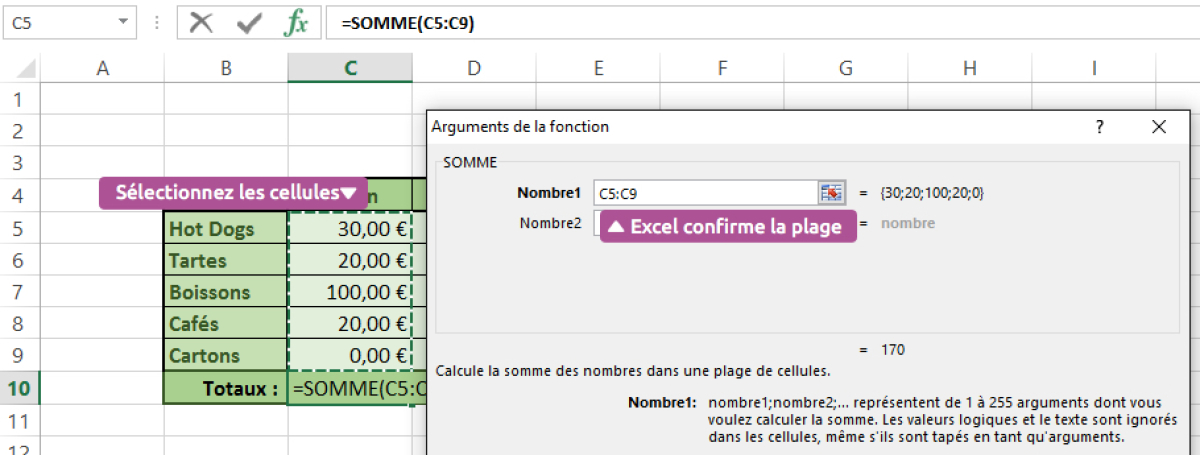 C5 fx =SOMME(C5:C9)
A B C D E F G H I
1
2
3
4
5
6
7
8
9
10
11
12
Sélectionnez les cellules
n
Hot Dogs 30,00 €
Tartes 20,00 €
Boissons 100,00 €
Cafés 20,00 €
Cartons 0,00 €
Totaux : =SOMME(C5:C
Arguments de la fonction ?
SOMME
Nombre1 C5:C9 = {30;20;100;20;0}
Nombre2 = nombre
Excel confirme la plage
= 170
Calcule la somme des nombres dans une plage de cellules.
Nombre1: nombre1;nombre2;... représentent de 1 à 255 arguments dont vous
voulez calculer la somme. Les valeurs logiques et le texte sont ignorés
dans les cellules, même s'ils sont tapés en tant qu'arguments.